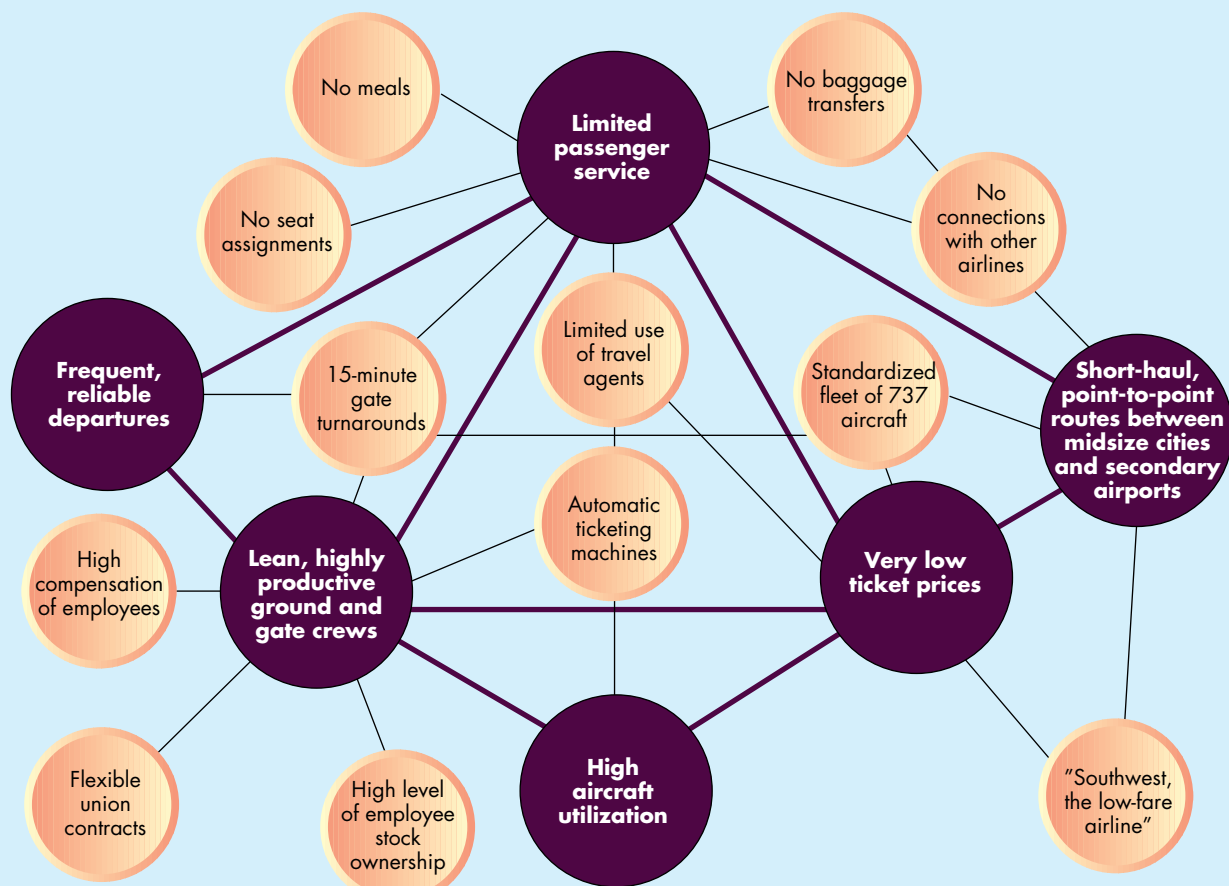 No meals
No baggage
transfers
Limited
passenger
service
No seat
assignments
No
connections
with other
airlines
Frequent,
reliable
departures
15-minute
gate
turnarounds
Limited use
of travel
agents
Standardized
fleet of 737
aircraft
Short-haul,
point-to-point
routes between
midsize cities
and secondary
airports
High
compensation
of employees
Lean, highly
productive
ground and
gate crews
Automatic
ticketing
machines
Very low
ticket prices
Flexible
union
contracts
High level
of employee
stock
ownership
High
aircraft
utilization
"Southwest,
the low-fare
airline"